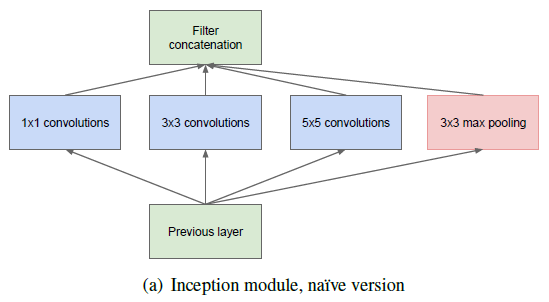 Filter
concatenation
1x1 convolutions
3x3 convolutions
5x5 convolutions
3x3 max pooling
Previous layer
(a) Inception module, naïve version